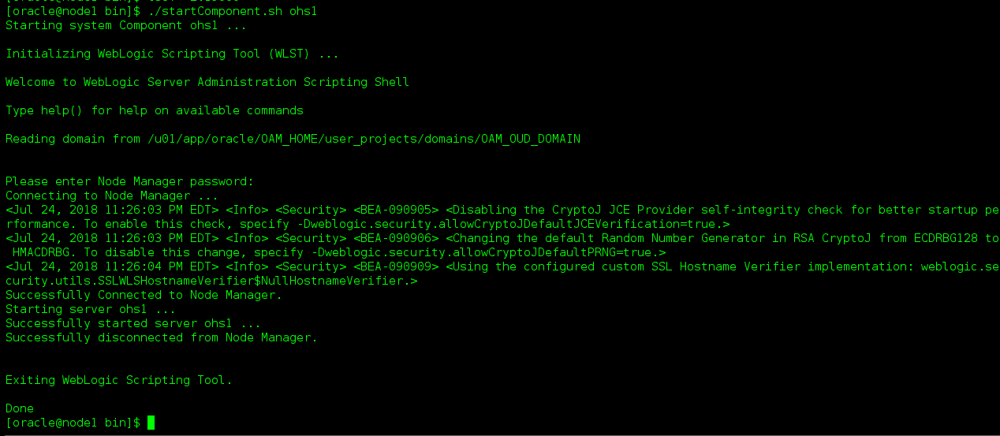 [oracle@node1 bin]$ ./startComponent.sh ohs1
Starting system Component ohs1 ...
Initializing WebLogic Scripting Tool (WLST) ...
Welcome to WebLogic Server Administration Scripting Shell
Type help() for help on available commands
Reading domain from /u01/app/oracle/OAM_HOME/user_projects/domains/OAM_OUD_DOMAIN
Please enter Node Manager password:
Connecting to Node Manager ...
<Jul 24, 2018 11:26:03 PM EDT> <Info> <Security> <BEA-090905> <Disabling the CryptoJ JCE Provider self-integrity check for better startup pe
rformance. To enable this check, specify -Dweblogic.security.allowCryptoJDefaultJCEVerification=true.>
<Jul 24, 2018 11:26:03 PM EDT> <Info> <Security> <BEA-090906> <Changing the default Random Number Generator in RSA CryptoJ from ECDRBG128 to
 HMACDRBG. To disable this change, specify -Dweblogic.security.allowCryptoJDefaultPRNG=true.>
<Jul 24, 2018 11:26:04 PM EDT> <Info> <Security> <BEA-090909> <Using the configured custom SSL Hostname Verifier implementation: weblogic.se
curity.utils.SSLWLSHostnameVerifier$NullHostnameVerifier.>
Successfully Connected to Node Manager.
Starting server ohs1 ...
Successfully started server ohs1 ...
Successfully disconnected from Node Manager.
Exiting WebLogic Scripting Tool.
Done
[oracle@node1 bin]$